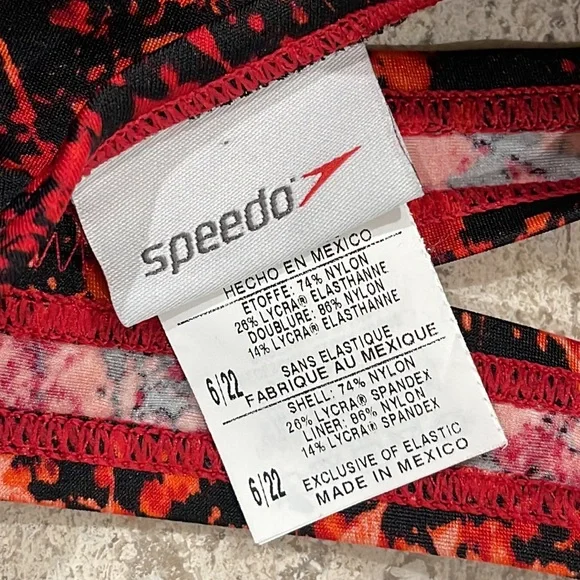 speedo
HECHO EN MEXICO
ETOFFE: 74% NYLON
26% LYCRA® ELASTHANNE
DOUBLURE: 86% NYLON
14% LYCRA® ELASTHANNE
SANS ELASTIQUE
6/22 FABRIQUE AU MEXIQUE
SHELL: 74% NYLON
26% LYCRA® SPANDEX
LINER: 86% NYLON
14% LYCRA® SPANDEX
EXCLUSIVE OF ELASTIC
6/22 MADE IN MEXICO